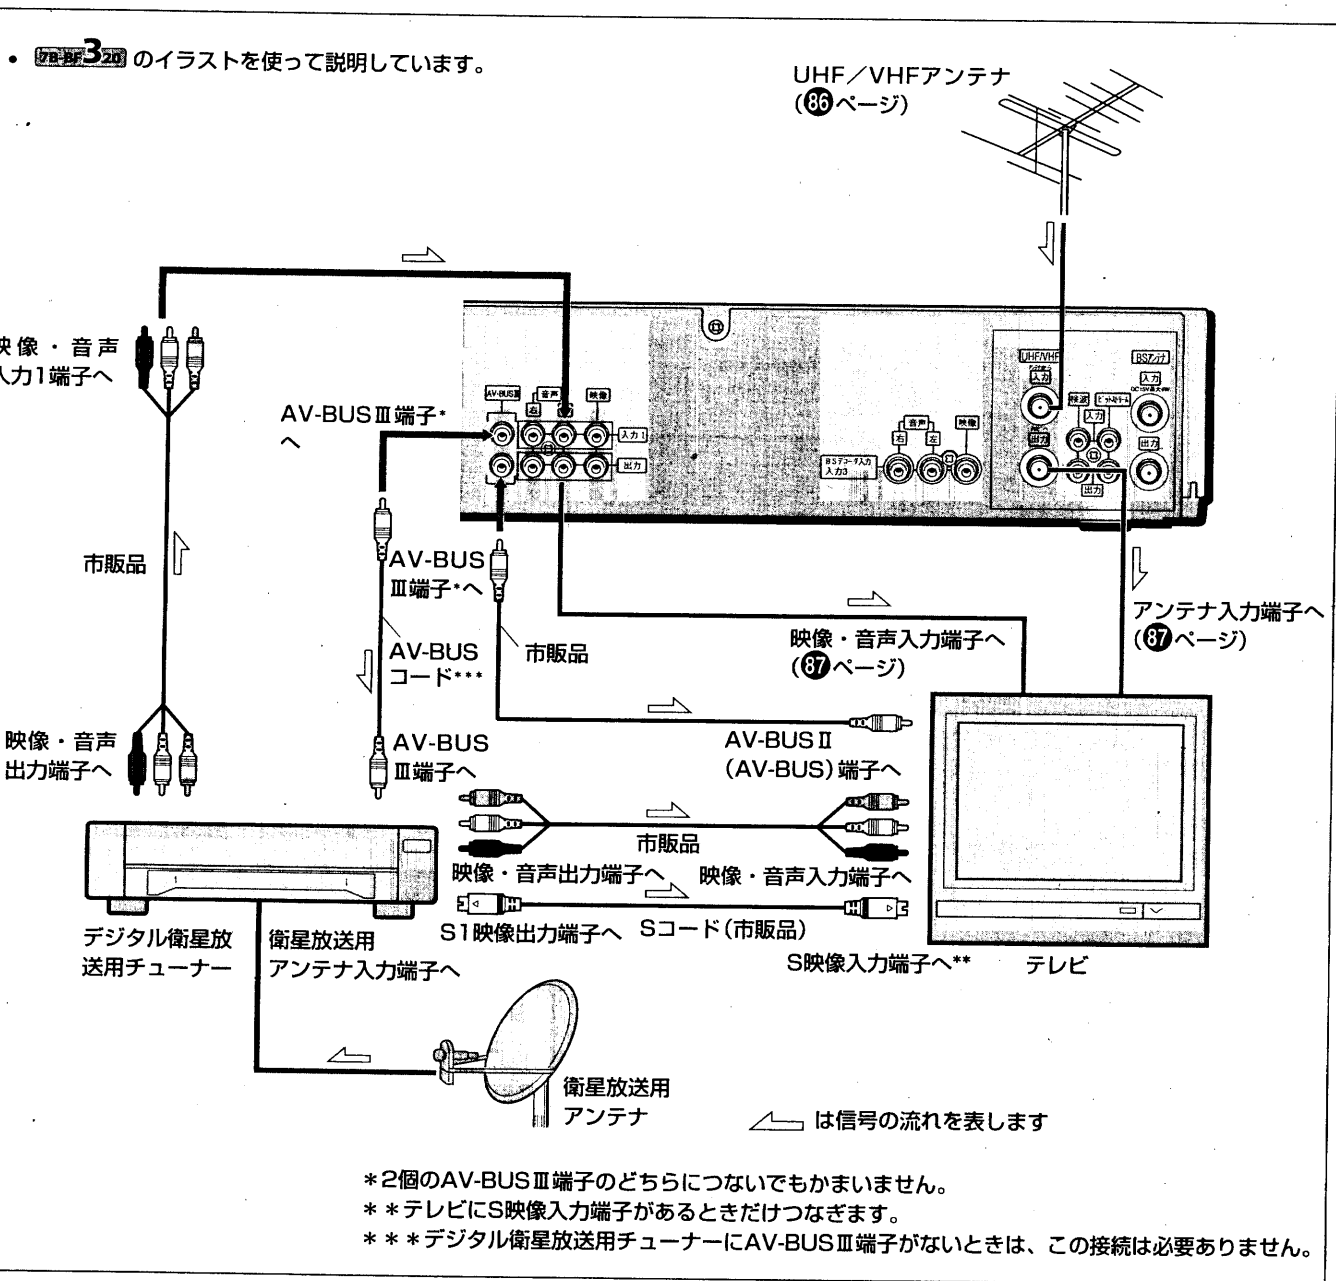 • 7B-BF320 のイラストを使って説明しています。
UHF／VHFアンテナ
(86ページ)
映像・音声
入力1端子へ
AV-BUSⅢ端子*
へ
AV-BUSⅢ
音声
右
映像
入力1
出力
音声
右
左
映像
BSデコーダ入力
入力3
UHF/VHF
入力
出力
検波
ビットストリーム
入力
出力
BSアンテナ
入力
出力
市販品
AV-BUS
Ⅲ端子*へ
AV-BUS
コード***
市販品
映像・音声入力端子へ
(87ページ)
アンテナ入力端子へ
(87ページ)
映像・音声
出力端子へ
AV-BUS
Ⅲ端子へ
AV-BUSⅡ
(AV-BUS)端子へ
市販品
映像・音声出力端子へ
映像・音声入力端子へ
S1映像出力端子へ
Sコード(市販品)
S映像入力端子へ**
テレビ
デジタル衛星放
送用チューナー
衛星放送用
アンテナ入力端子へ
衛星放送用
アンテナ
は信号の流れを表します
*2個のAV-BUSⅢ端子のどちらにつないでもかまいません。
**テレビにS映像入力端子があるときだけつなぎます。
***デジタル衛星放送用チューナーにAV-BUSⅢ端子がないときは、この接続は必要ありません。